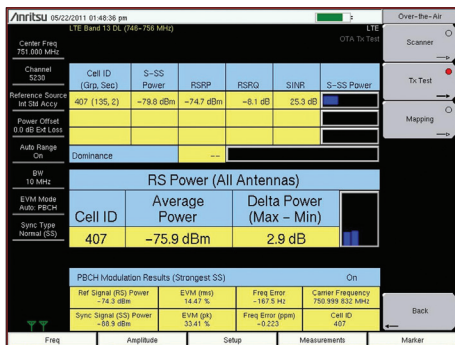 Anritsu 05/22/2011 01:48:36 pm
Over-the-Air
LTE Band 13 DL (746-756 MHz)
LTE
OTA Tx Test
Center Freq
751.000 MHz
Channel
5230
Reference Source
Int Std Accy
Power Offset
0.0 dB Ext Loss
Auto Range
On
BW
10 MHz
EVM Mode
Auto: PBCH
Sync Type
Normal (SS)
Cell ID
(Grp, Sec)
S-SS
Power
RSRP
RSRQ
SINR
S-SS Power
407 (135, 2)
-79.8 dBm
-74.7 dBm
-8.1 dB
25.3 dB
Dominance
--
RS Power (All Antennas)
Cell ID
Average
Power
Delta Power
(Max - Min)
407
-75.9 dBm
2.9 dB
PBCH Modulation Results (Strongest SS)
On
Ref Signal (RS) Power
-74.3 dBm
EVM (rms)
14.47 %
Freq Error
-167.5 Hz
Carrier Frequency
750.999 832 MHz
Sync Signal (SS) Power
-88.9 dBm
EVM (pk)
33.41 %
Freq Error (ppm)
-0.223
Cell ID
407
Scanner
Tx Test
Mapping
Back
Freq
Amplitude
Setup
Measurements
Marker